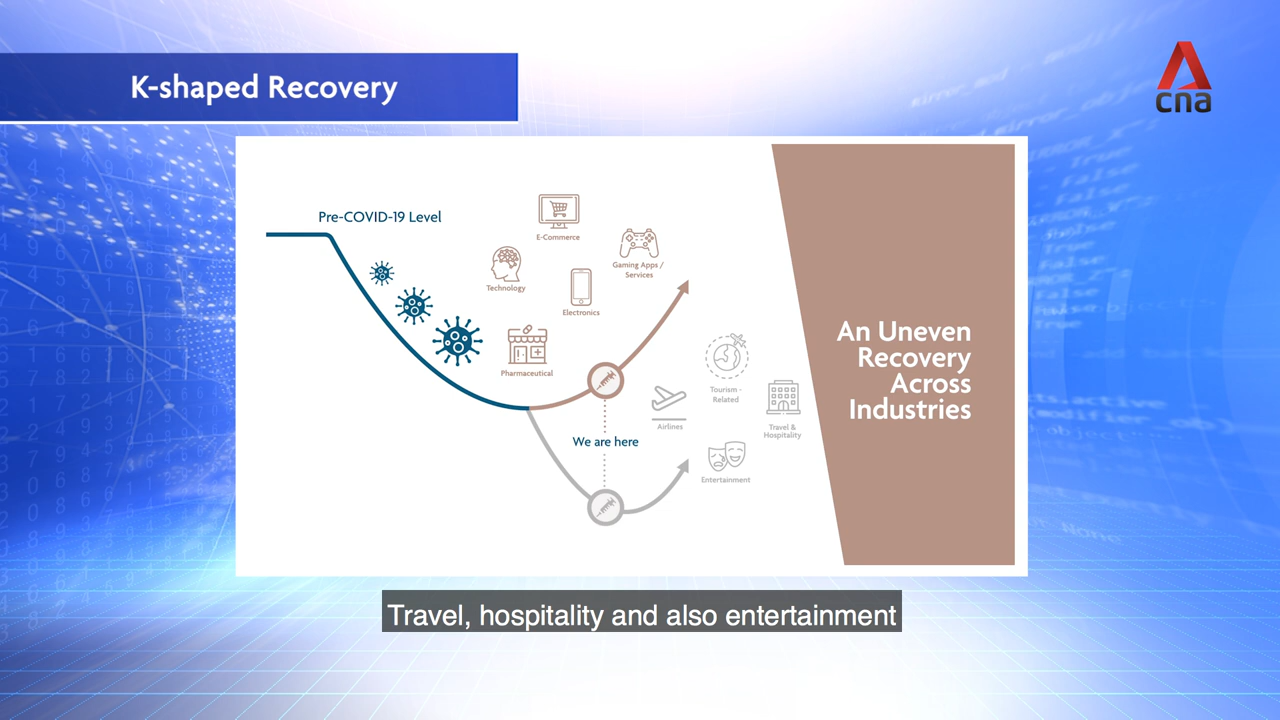 K-shaped Recovery
cna
Pre-COVID-19 Level
E-Commerce
Gaming Apps /
Services
Technology
Electronics
Pharmaceutical
Tourism -
Related
Airlines
Travel &
Hospitality
We are here
Entertainment
An Uneven
Recovery
Across
Industries
Travel, hospitality and also entertainment